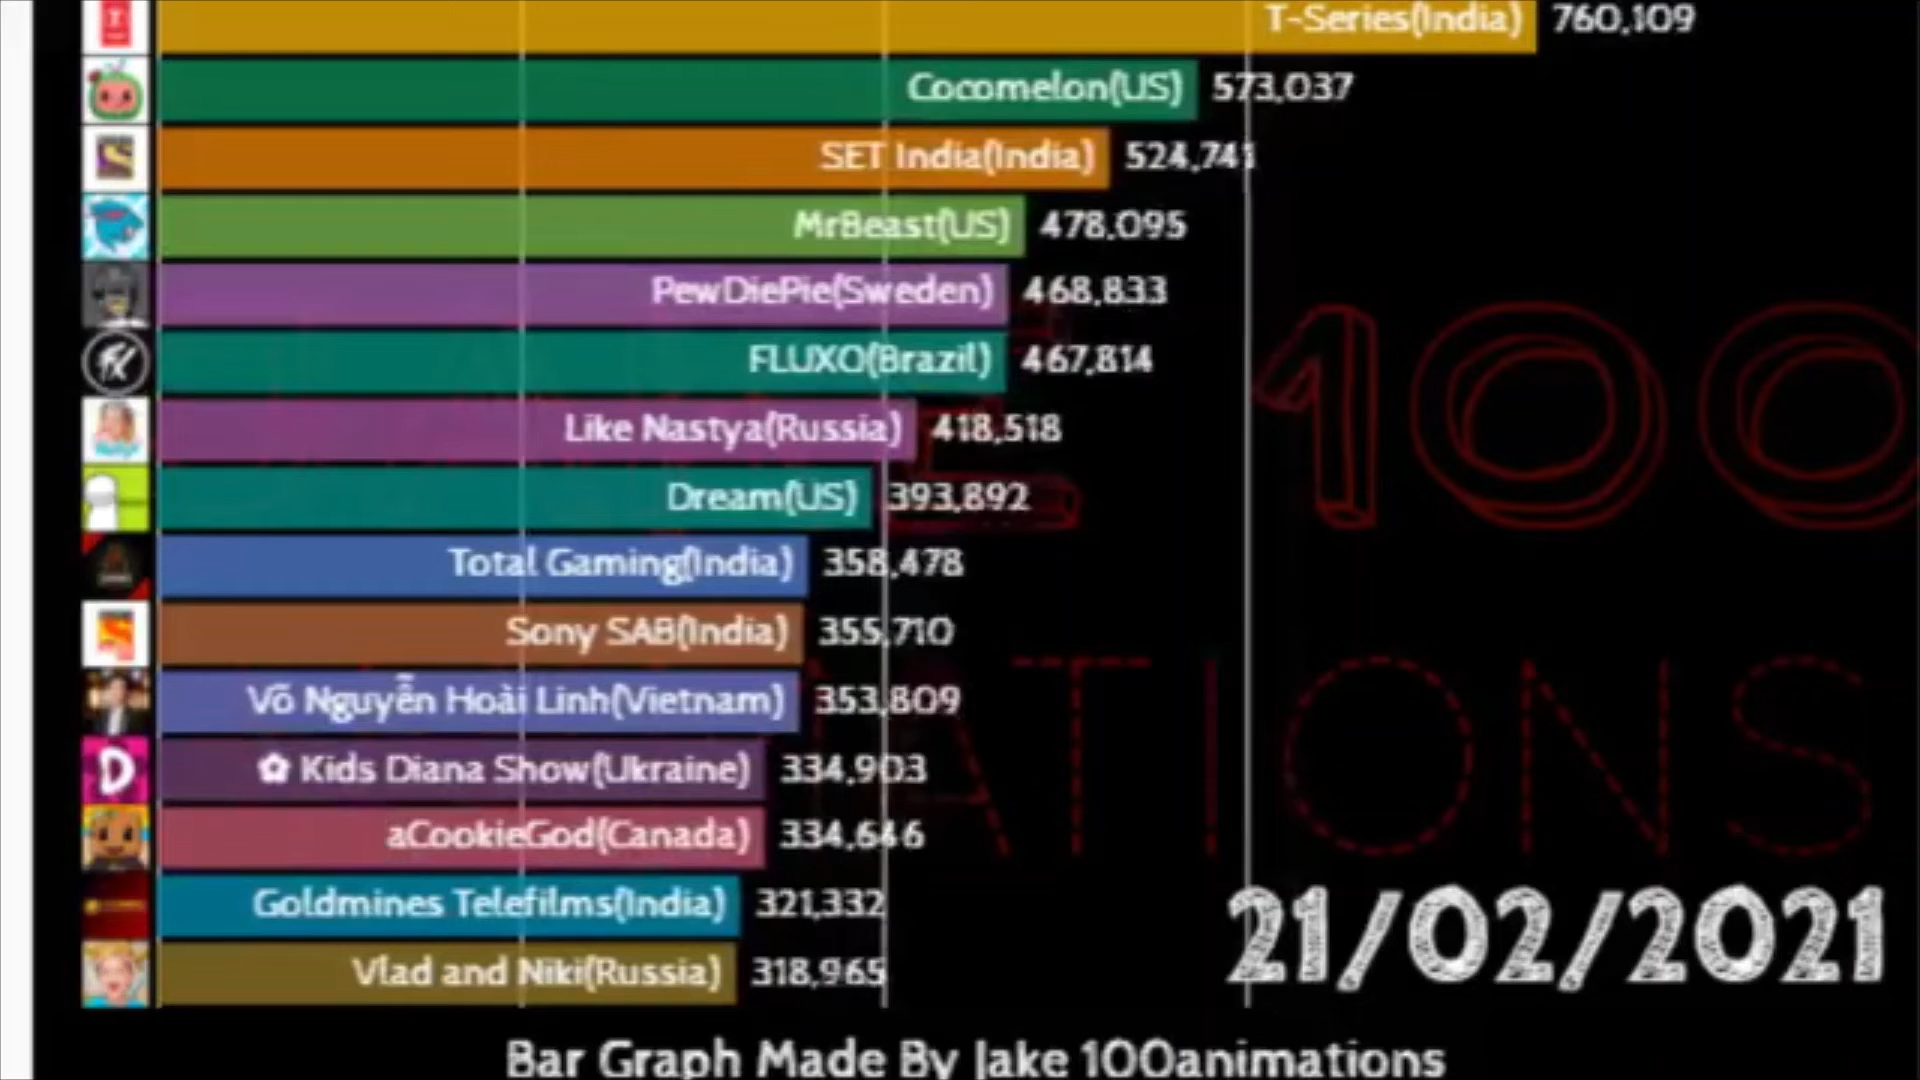 T-Series(India) 760,109
Cocomelon(US) 573,037
SET India(India) 524,741
MrBeast(US) 478,095
PewDiePie(Sweden) 468,833
FLUXO(Brazil) 467,814
Like Nastya(Russia) 418,518
Dream(US) 393,892
Total Gaming(India) 358,478
Sony SAB(India) 355,710
Võ Nguyễn Hoài Linh(Vietnam) 353,809
✿ Kids Diana Show(Ukraine) 334,903
aCookieGod(Canada) 334,646
Goldmines Telefilms(India) 321,332
Vlad and Niki(Russia) 318,965
100
ATIONS
21/02/2021
Bar Graph Made By Jake 100animations